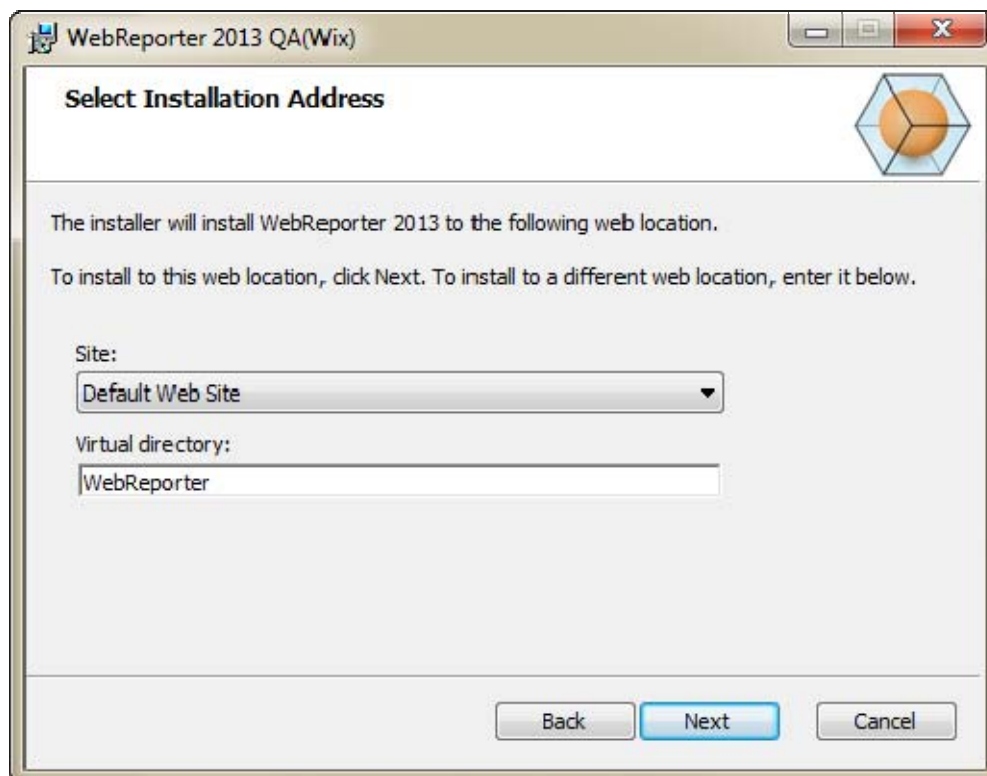 WebReporter 2013 QA(Wix)
Select Installation Address
The installer will install WebReporter 2013 to the following web location.
To install to this web location, click Next. To install to a different web location, enter it below.
Site:
Default Web Site
Virtual directory:
WebReporter
Back Next Cancel